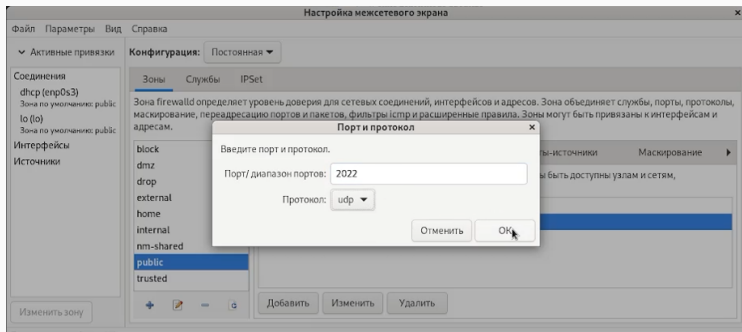 Настройка межсетевого экрана ×
Файл Параметры Вид Справка
Активные привязки
Конфигурация: Постоянная
Соединения
dhcp (enp0s3)
Зона по умолчанию: public
lo (lo)
Зона по умолчанию: public
Интерфейсы
Источники
Изменить зону
Зоны Службы IPSet
Зона firewalld определяет уровень доверия для сетевых соединений, интерфейсов и адресов. Зона объединяет службы, порты, протоколы,
маскирование, переадресацию портов и пакетов, фильтры icmp и расширенные правила. Зоны могут быть привязаны к интерфейсам и
адресам.
block
dmz
drop
external
home
internal
nm-shared
public
trusted
ы-источники Маскирование
ы быть доступны узлам и сетям,
Добавить Изменить Удалить
Порт и протокол ×
Введите порт и протокол.
Порт/ диапазон портов: 2022
Протокол: udp
Отменить OK